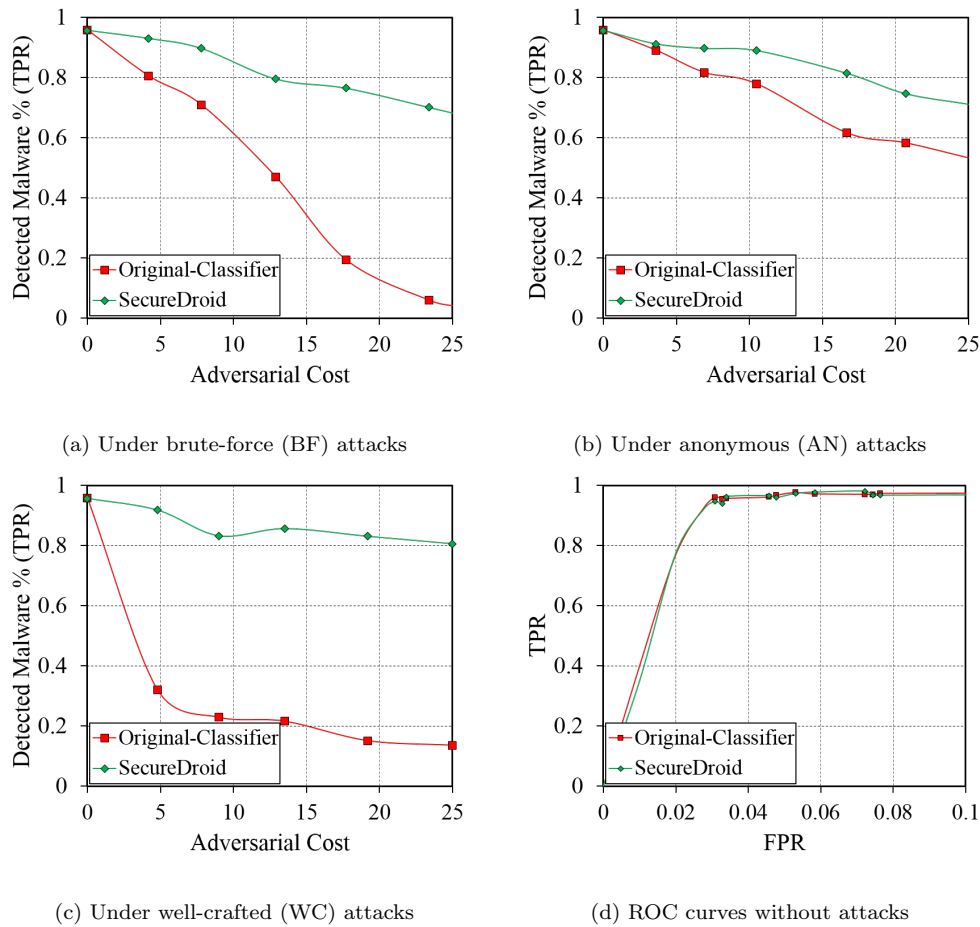 Detected Malware % (TPR)
1
0.8
0.6
0.4
0.2
0
Original-Classifier
SecureDroid
0 5 10 15 20 25
Adversarial Cost
(a) Under brute-force (BF) attacks
Detected Malware % (TPR)
1
0.8
0.6
0.4
0.2
0
Original-Classifier
SecureDroid
0 5 10 15 20 25
Adversarial Cost
(b) Under anonymous (AN) attacks
Detected Malware % (TPR)
1
0.8
0.6
0.4
0.2
0
Original-Classifier
SecureDroid
0 5 10 15 20 25
Adversarial Cost
(c) Under well-crafted (WC) attacks
TPR
1
0.8
0.6
0.4
0.2
0
Original-Classifier
SecureDroid
0 0.02 0.04 0.06 0.08 0.1
FPR
(d) ROC curves without attacks